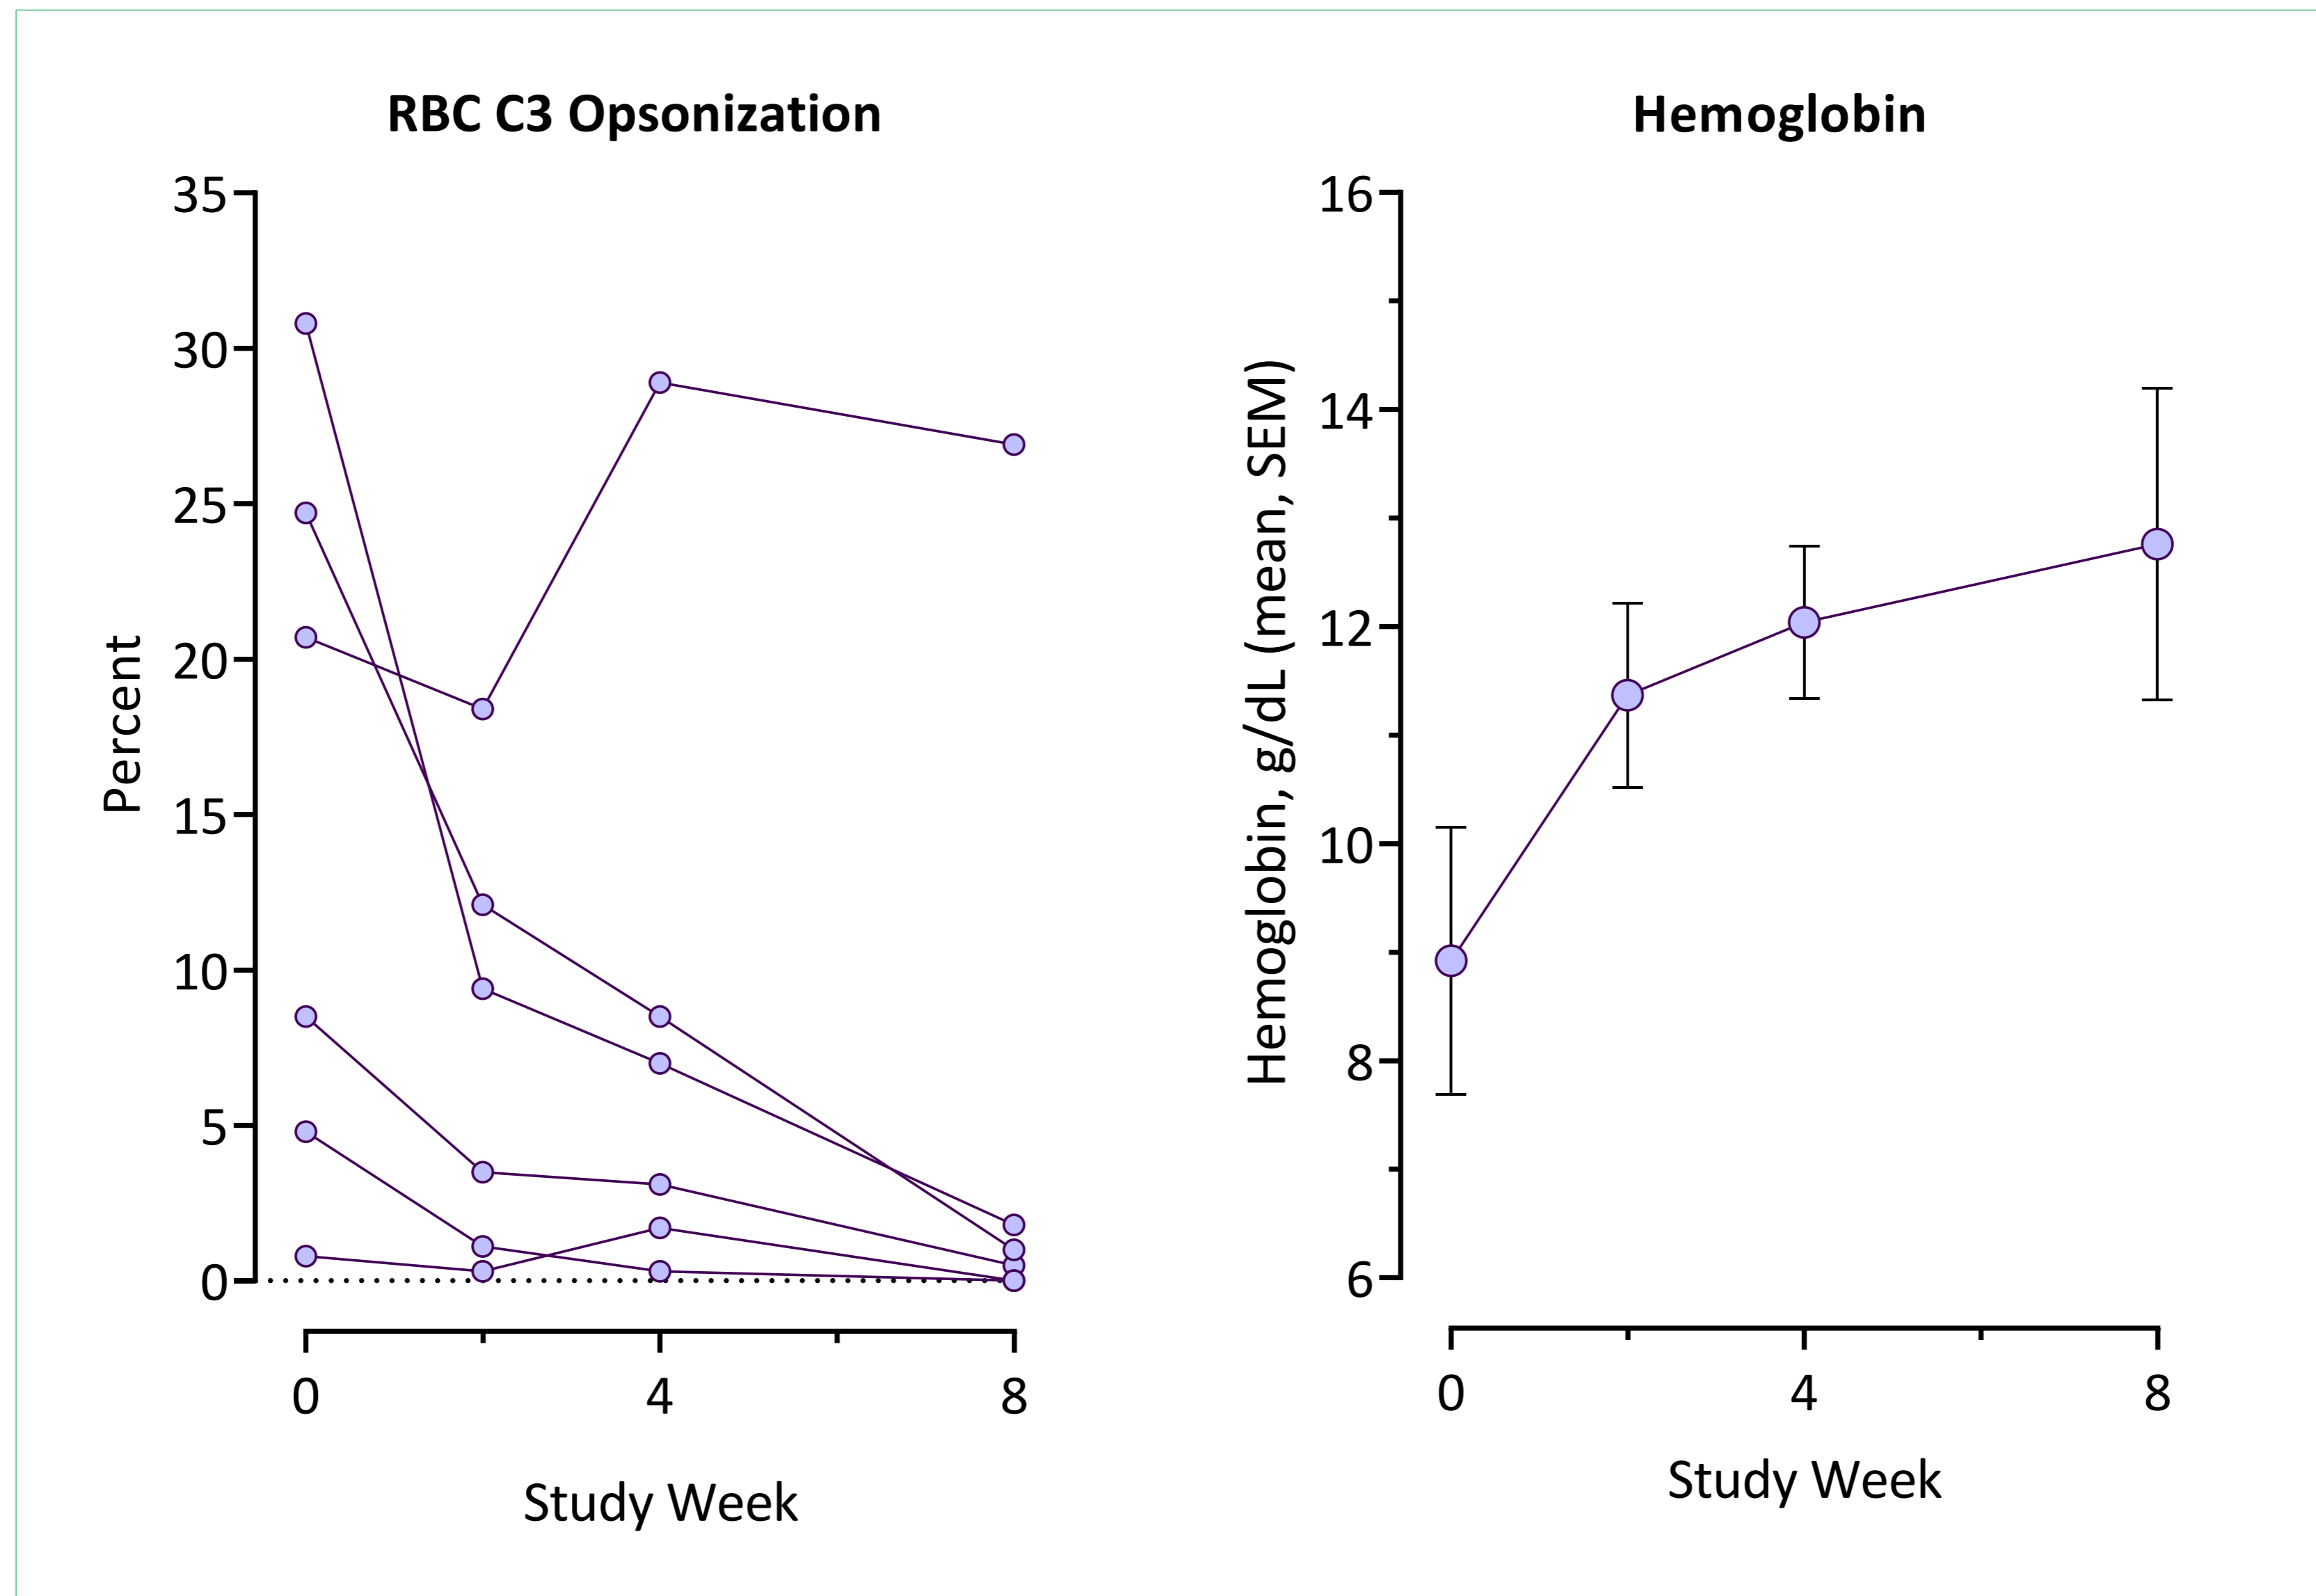 RBC C3 Opsonization
Percent
35
30
25
20
15
10
5
0
0 4 8
Study Week
Hemoglobin
Hemoglobin, g/dL (mean, SEM)
16
14
12
10
8
6
0 4 8
Study Week